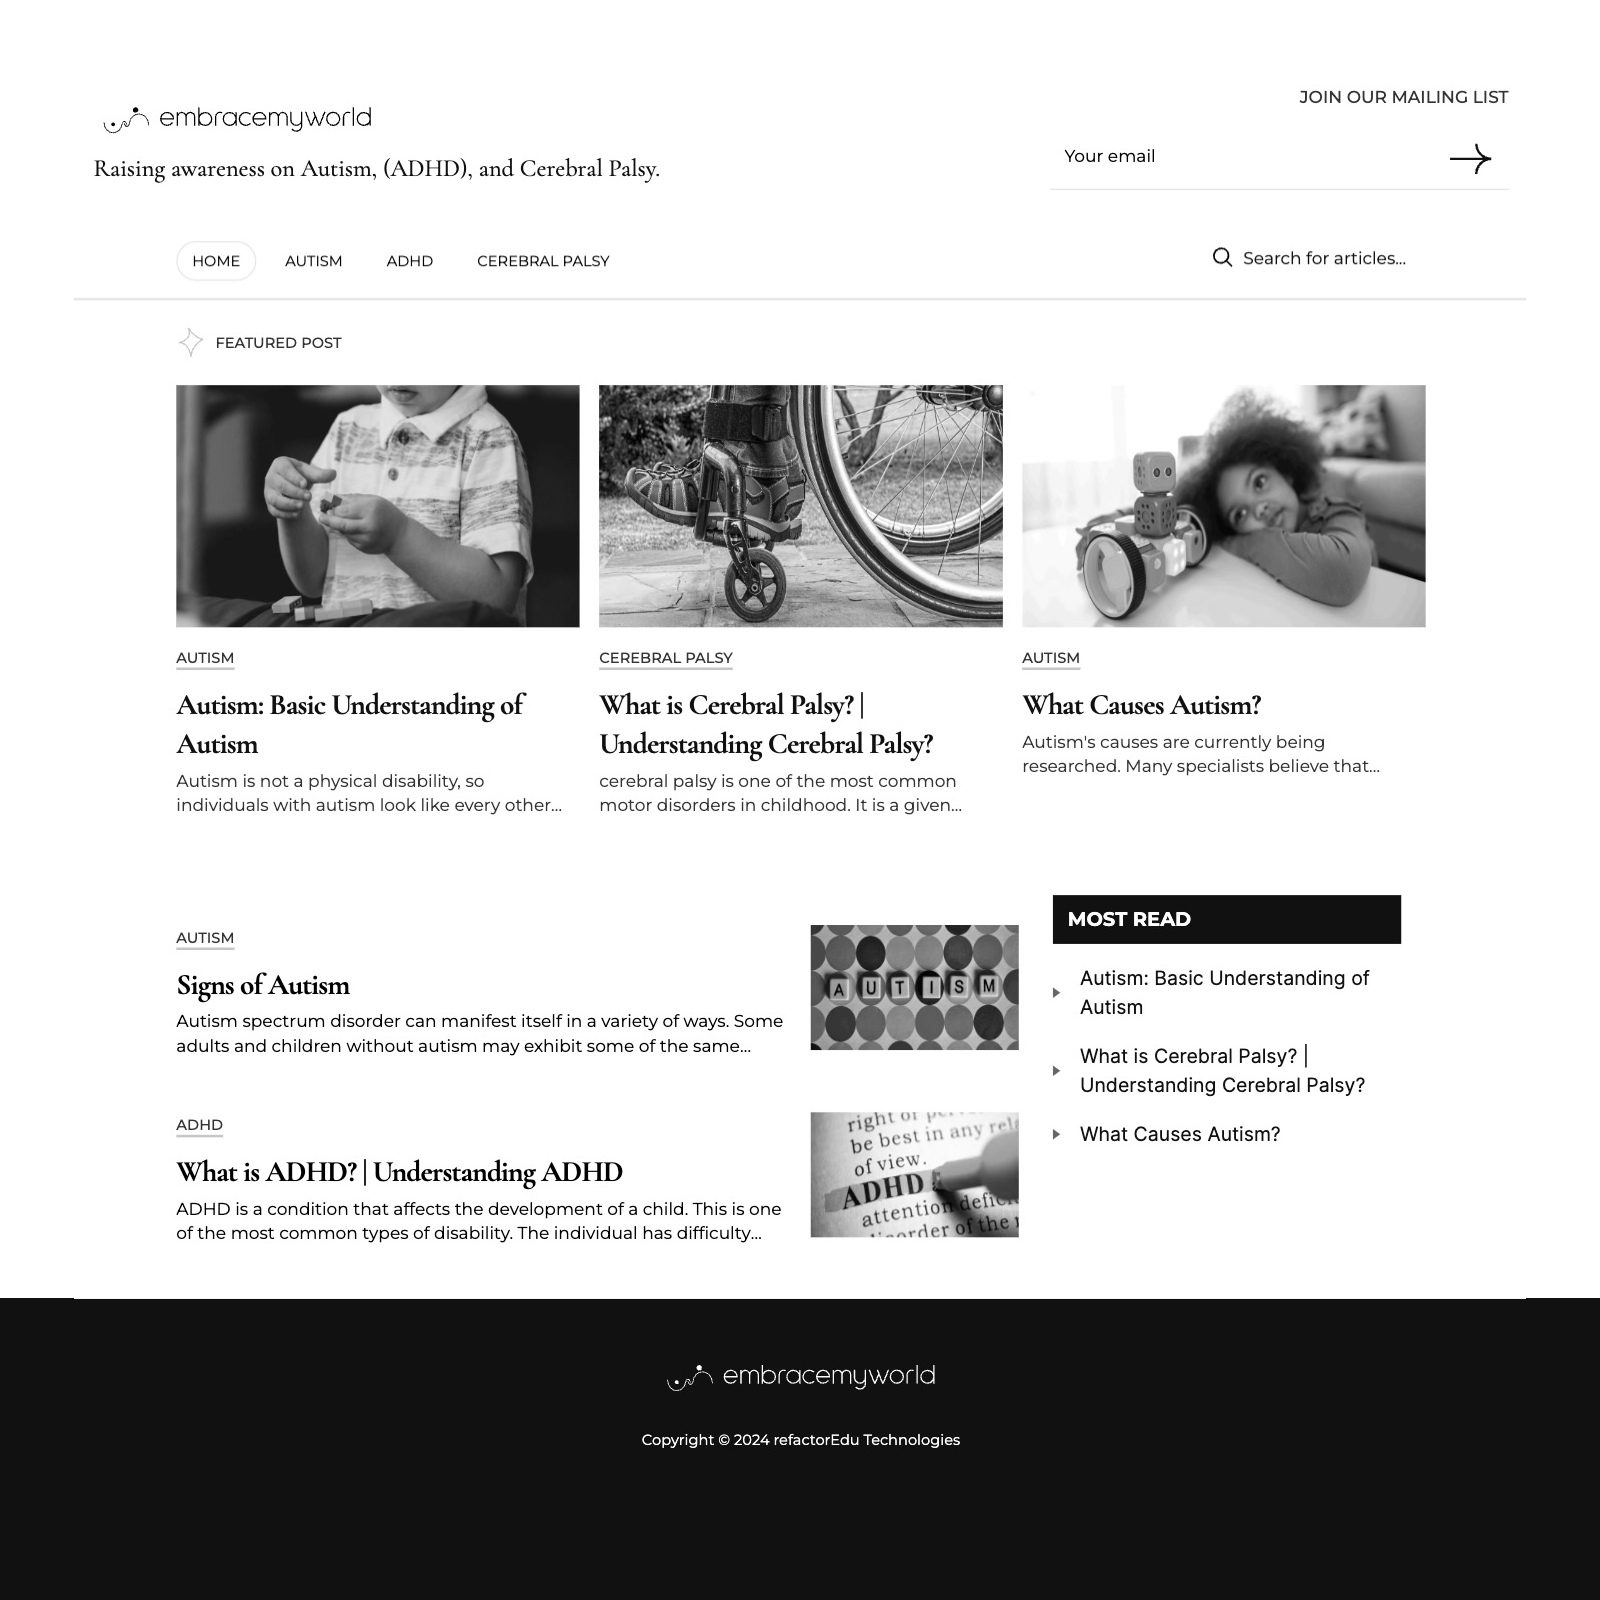 embracemyworld
Raising awareness on Autism, (ADHD), and Cerebral Palsy.
JOIN OUR MAILING LIST
Your email
HOME
AUTISM
ADHD
CEREBRAL PALSY
Search for articles...
FEATURED POST
AUTISM
Autism: Basic Understanding of
Autism
Autism is not a physical disability, so
individuals with autism look like every other...
CEREBRAL PALSY
What is Cerebral Palsy? |
Understanding Cerebral Palsy?
cerebral palsy is one of the most common
motor disorders in childhood. It is a given...
AUTISM
What Causes Autism?
Autism's causes are currently being
researched. Many specialists believe that...
AUTISM
Signs of Autism
Autism spectrum disorder can manifest itself in a variety of ways. Some
adults and children without autism may exhibit some of the same...
AUTISM
ADHD
What is ADHD? | Understanding ADHD
ADHD is a condition that affects the development of a child. This is one
of the most common types of disability. The individual has difficulty...
right of
be best in any
of view.
ADHD
attention
of the
MOST READ
Autism: Basic Understanding of
Autism
What is Cerebral Palsy? |
Understanding Cerebral Palsy?
What Causes Autism?
embracemyworld
Copyright © 2024 refactorEdu Technologies